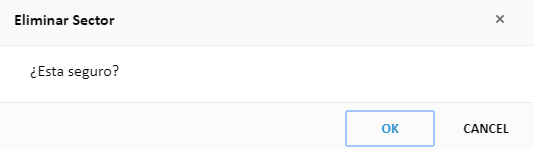 Eliminar Sector
×
¿Esta seguro?
OK CANCEL